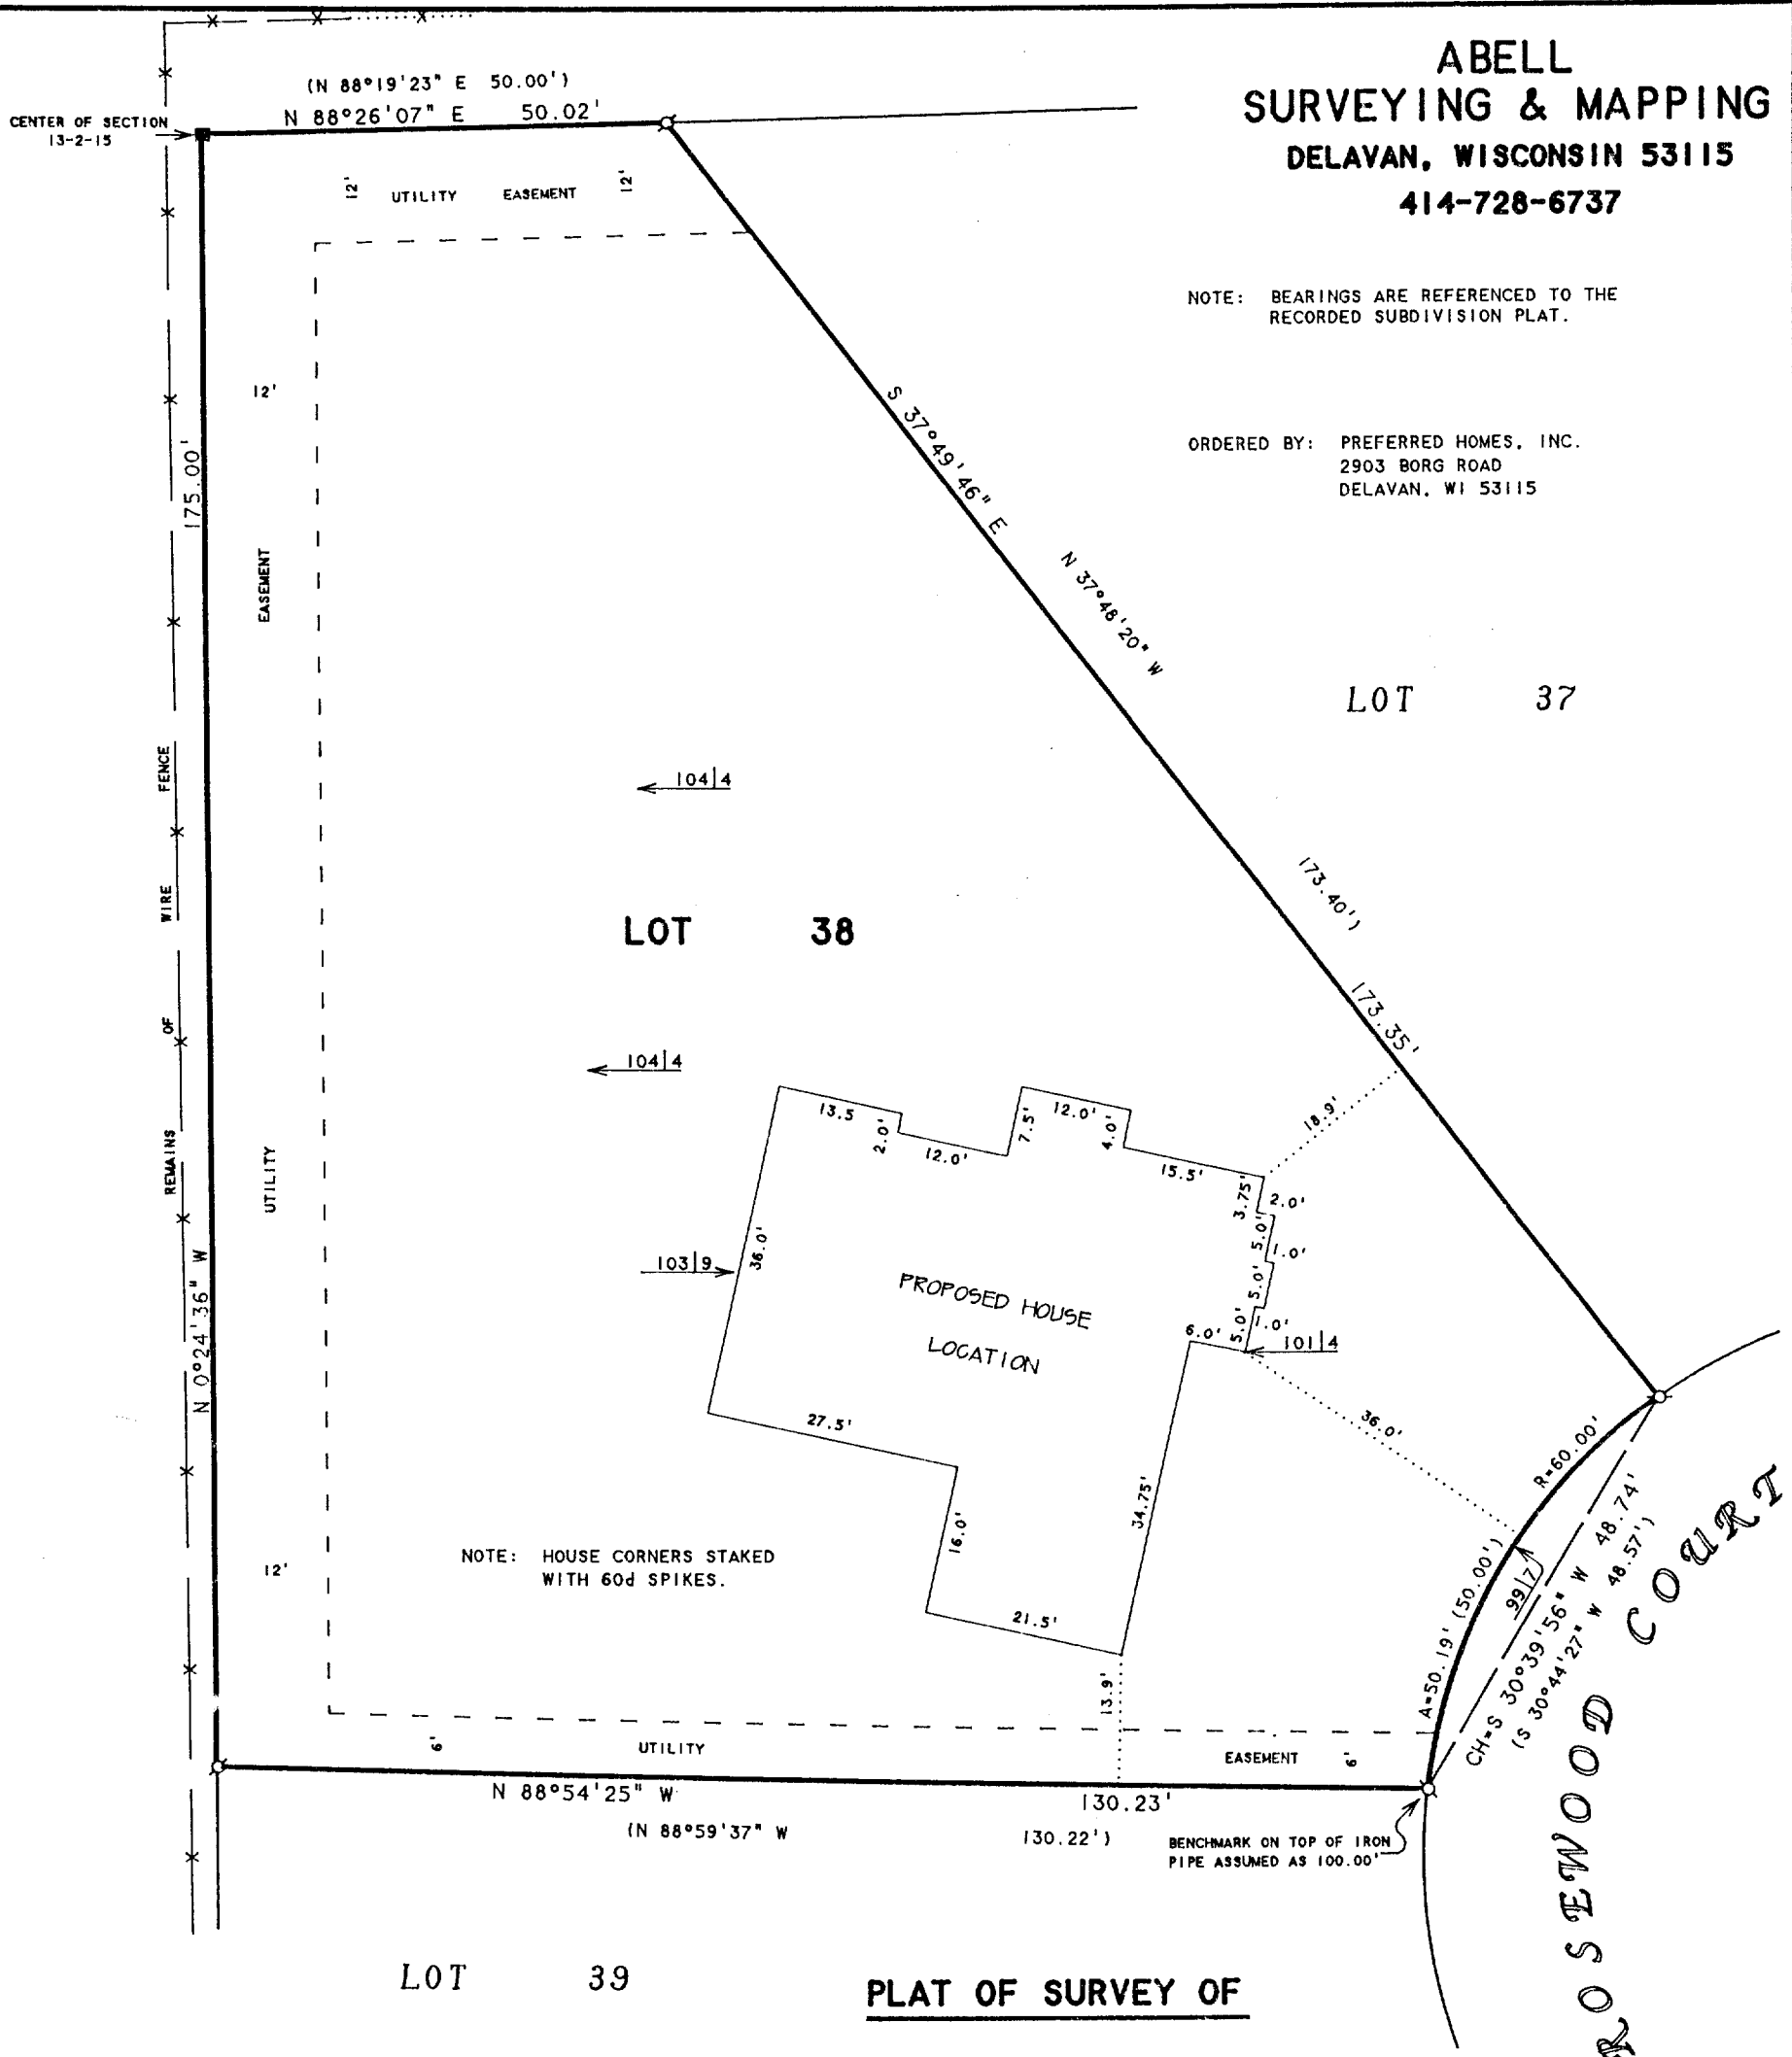 ABELL
SURVEYING & MAPPING
DELAVAN, WISCONSIN 53115
414-728-6737
(N 88°19'23" E 50.00')
N 88°26'07" E 50.02'
CENTER OF SECTION
13-2-15
12' UTILITY EASEMENT 12'
NOTE: BEARINGS ARE REFERENCED TO THE
RECORDED SUBDIVISION PLAT.
ORDERED BY: PREFERRED HOMES, INC.
2903 BORG ROAD
DELAVAN, WI 53115
S 37°49'46" E 173.35'
N 37°48'20" W 173.40')
LOT 37
N 0°24'36" W 175.00'
REMAINS OF WIRE FENCE
12' UTILITY EASEMENT 12'
104|4
LOT 38
104|4
13.5
2.0'
12.0'
7.5'
12.0'
4.0'
15.5'
18.9'
3.75'
2.0'
5.0'
1.0'
5.0'
1.0'
5.0'
6.0'
101|4
103|9
36.0'
PROPOSED HOUSE
LOCATION
27.5'
16.0'
34.75'
21.5'
13.9'
36.0'
NOTE: HOUSE CORNERS STAKED
WITH 60d SPIKES.
R=60.00'
A=50.19' (50.00')
99|7
CH=S 30°39'56" W 48.74'
(S 30°44'27" W 48.57')
ROSEWOOD COURT
6' UTILITY EASEMENT 6'
N 88°54'25" W 130.23'
(N 88°59'37" W 130.22')
BENCHMARK ON TOP OF IRON
PIPE ASSUMED AS 100.00'
LOT 39
PLAT OF SURVEY OF